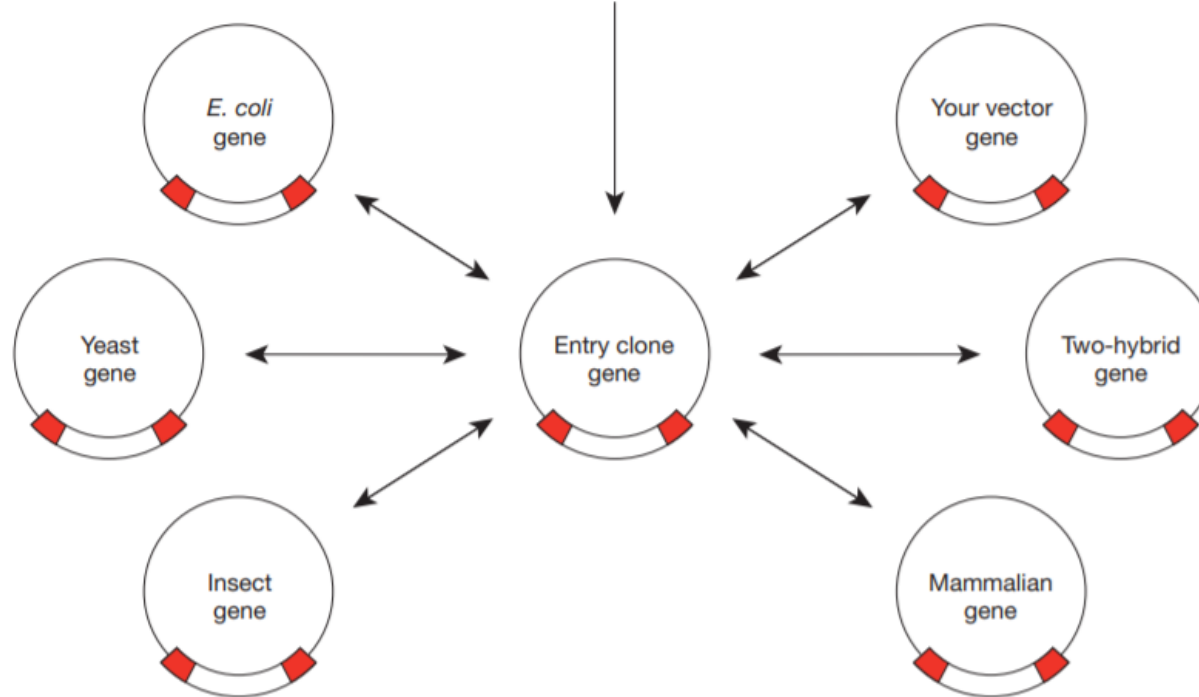 E. coli
gene
Your vector
gene
Yeast
gene
Entry clone
gene
Two-hybrid
gene
Insect
gene
Mammalian
gene